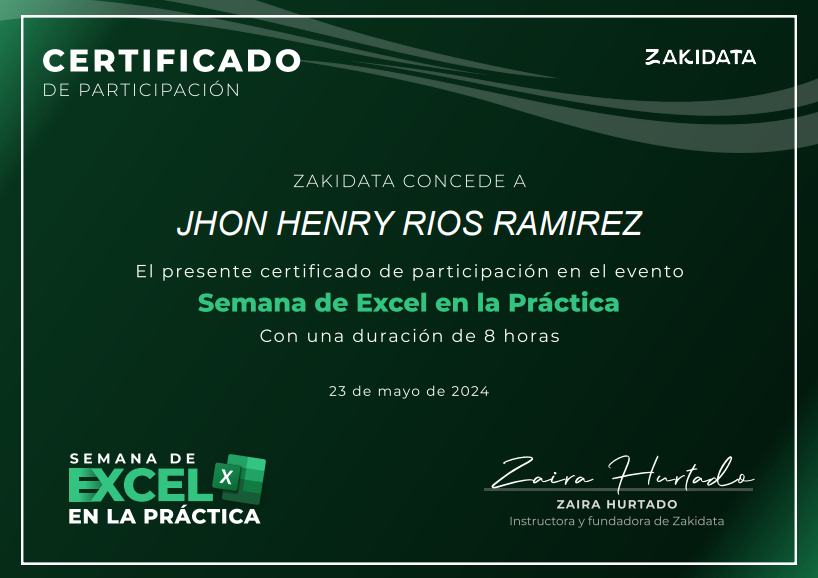 CERTIFICADO
DE PARTICIPACIÓN
ZAKIDATA
ZAKIDATA CONCEDE A
JHON HENRY RIOS RAMIREZ
El presente certificado de participación en el evento
Semana de Excel en la Práctica
Con una duración de 8 horas
23 de mayo de 2024
SEMANA DE
EXCEL X
EN LA PRÁCTICA
Zaira Hurtado
ZAIRA HURTADO
Instructora y fundadora de Zakidata